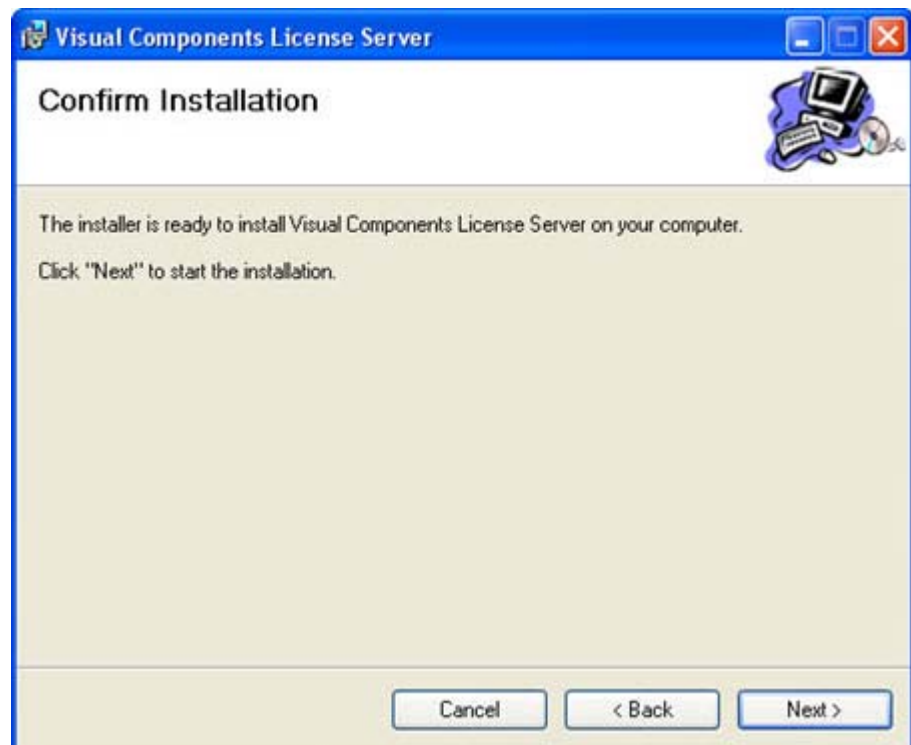 Visual Components License Server
Confirm Installation
The installer is ready to install Visual Components License Server on your computer.
Click "Next" to start the installation.
Cancel
< Back
Next >